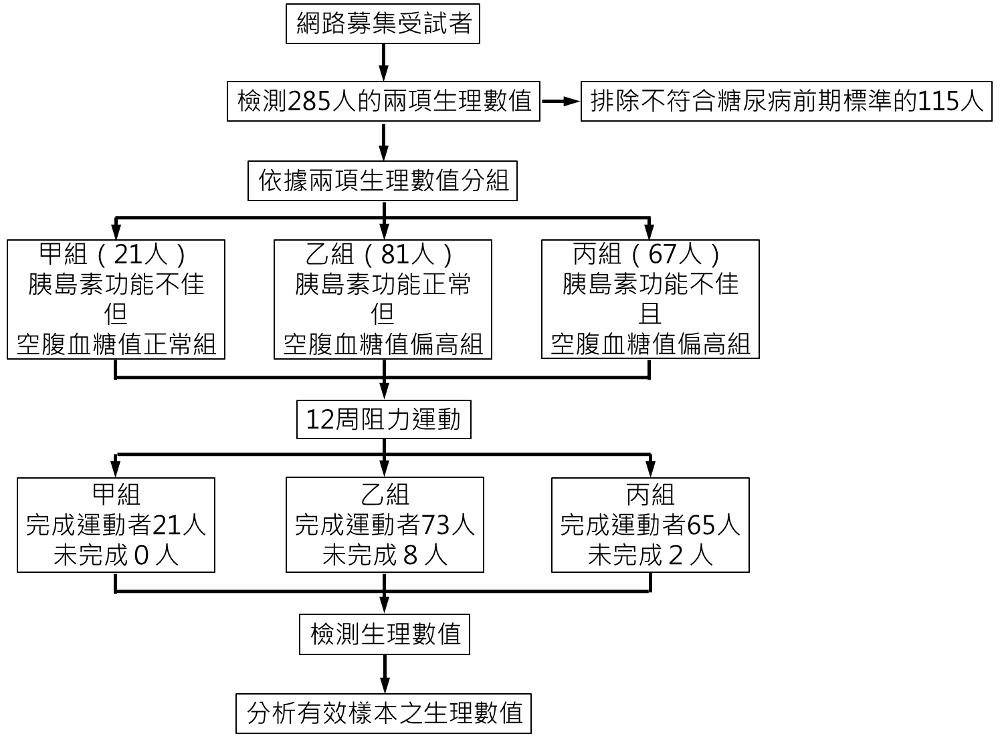 網路募集受試者
檢測285人的兩項生理數值
排除不符合糖尿病前期標準的115人
依據兩項生理數值分組
甲組（21人）
胰島素功能不佳
但
空腹血糖值正常組
乙組（81人）
胰島素功能正常
但
空腹血糖值偏高組
丙組（67人）
胰島素功能不佳
且
空腹血糖值偏高組
12周阻力運動
甲組
完成運動者21人
未完成0人
乙組
完成運動者73人
未完成8人
丙組
完成運動者65人
未完成2人
檢測生理數值
分析有效樣本之生理數值